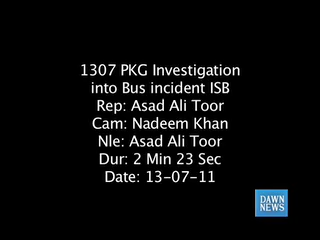 1307 PKG Investigation
into Bus incident ISB
Rep: Asad Ali Toor
Cam: Nadeem Khan
Nle: Asad Ali Toor
Dur: 2 Min 23 Sec
Date: 13-07-11
DAWN
NEWS